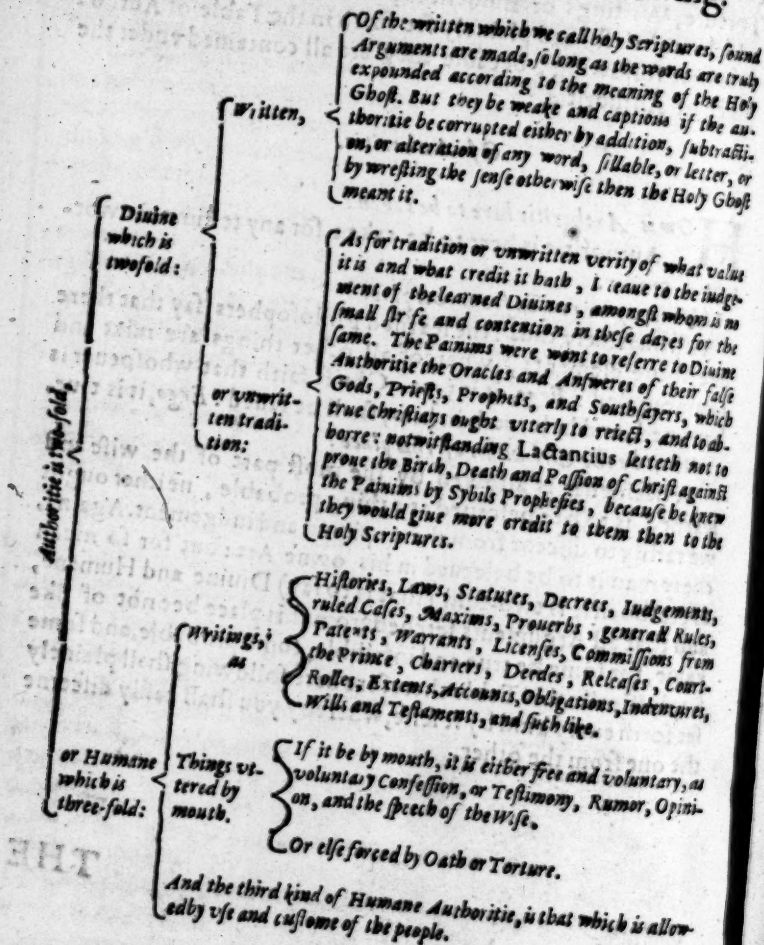 Of the written which we call holy Scriptures, ſound
Arguments are made, ſo long as the words are truly
expounded according to the meaning of the Holy
Ghoſt. But they be weake and captious if the au-
thoritie be corrupted either by addition, ſubtracti-
on, or alteration of any word, ſillable, or letter, or
by wreſting the ſenſe otherwiſe then the Holy Ghoſt
meant it.
Written,
Diuine
which is
twofold:
As for tradition or vnwritten verity of what value
it is and what credit it hath, I leaue to the iudge-
ment of the learned Diuines, amongſt whom is no
ſmall ſtrife and contention in theſe dayes for the
ſame. The Painims were wont to referre to Diuine
Authoritie the Oracles and Anſweres of their falſe
Gods, Prieſts, Prophets, and Southſayers, which
true Chriſtians ought vtterly to reiect, and to ab-
horre: notwitſtanding Lactantius letteth not to
proue the Birth, Death and Paſſion of Chriſt againſt
the Painims by Sybils Propheſies, becauſe he knew
they would giue more credit to them then to the
Holy Scriptures.
or vnwrit-
ten tradi-
tion:
Authoritie is two-fold,
Hiſtories, Laws, Statutes, Decrees, Iudgements,
ruled Caſes, Maxims, Prouerbs, generall Rules,
Patents, Warrants, Licenſes, Commiſſions from
the Prince, Charters, Deedes, Releaſes, Court-
Rolles, Extents, Accounts, Obligations, Indentures,
Wills and Teſtaments, and ſuch like.
Writings,
as
or Humane
which is
three-fold:
Things vt-
tered by
mouth.
If it be by mouth, it is either free and voluntary, as
voluntary Confeſſion, or Teſtimony, Rumor, Opini-
on, and the ſpeech of the Wiſe.
Or elſe forced by Oath or Torture.
And the third kind of Humane Authoritie, is that which is allow-
ed by vſe and cuſtome of the people.